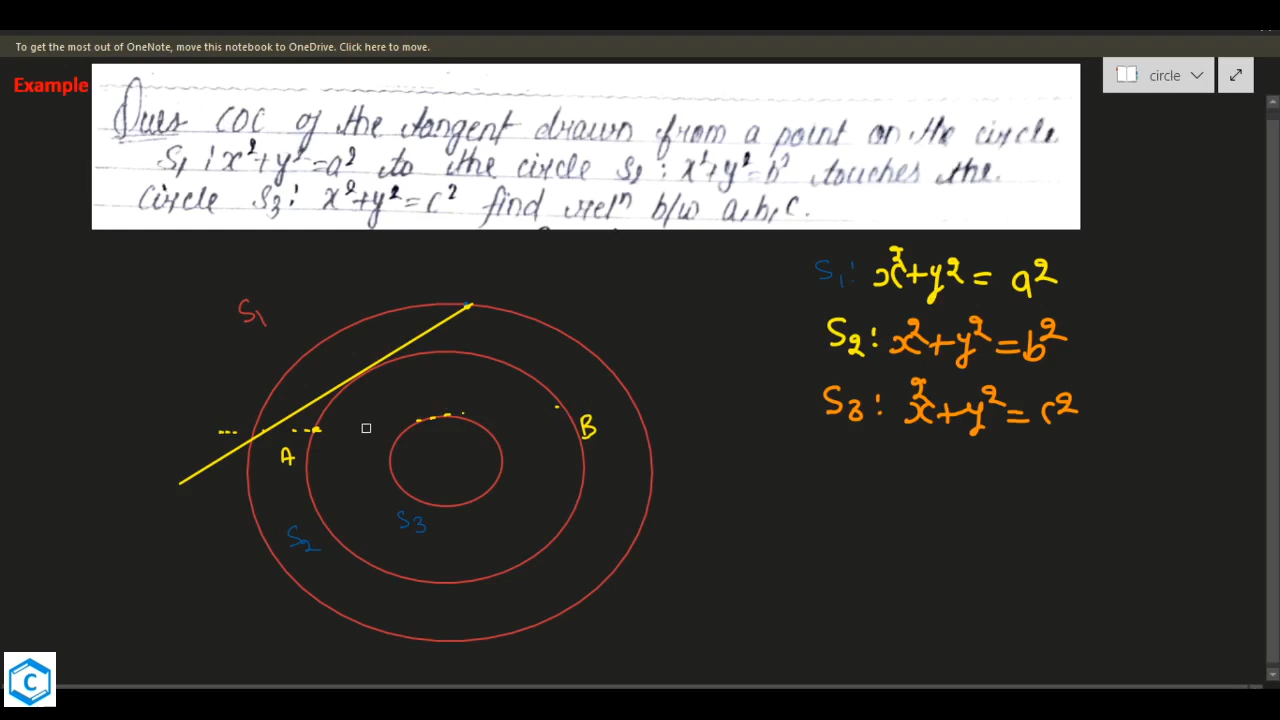 To get the most out of OneNote, move this notebook to OneDrive. Click here to move.
Example
circle
Ques COC of the tangent drawn from a point on the circle
S₁ : x²+y²=a² to the circle S₂ : x²+y²=b² touches the
circle S₃ : x²+y²=c² find relⁿ b/w a,b,c.
S₁: x²+y² = a²
S₂: x²+y²=b²
S₃: x²+y²=c²
S₁
A
B
S₃
S₂
C